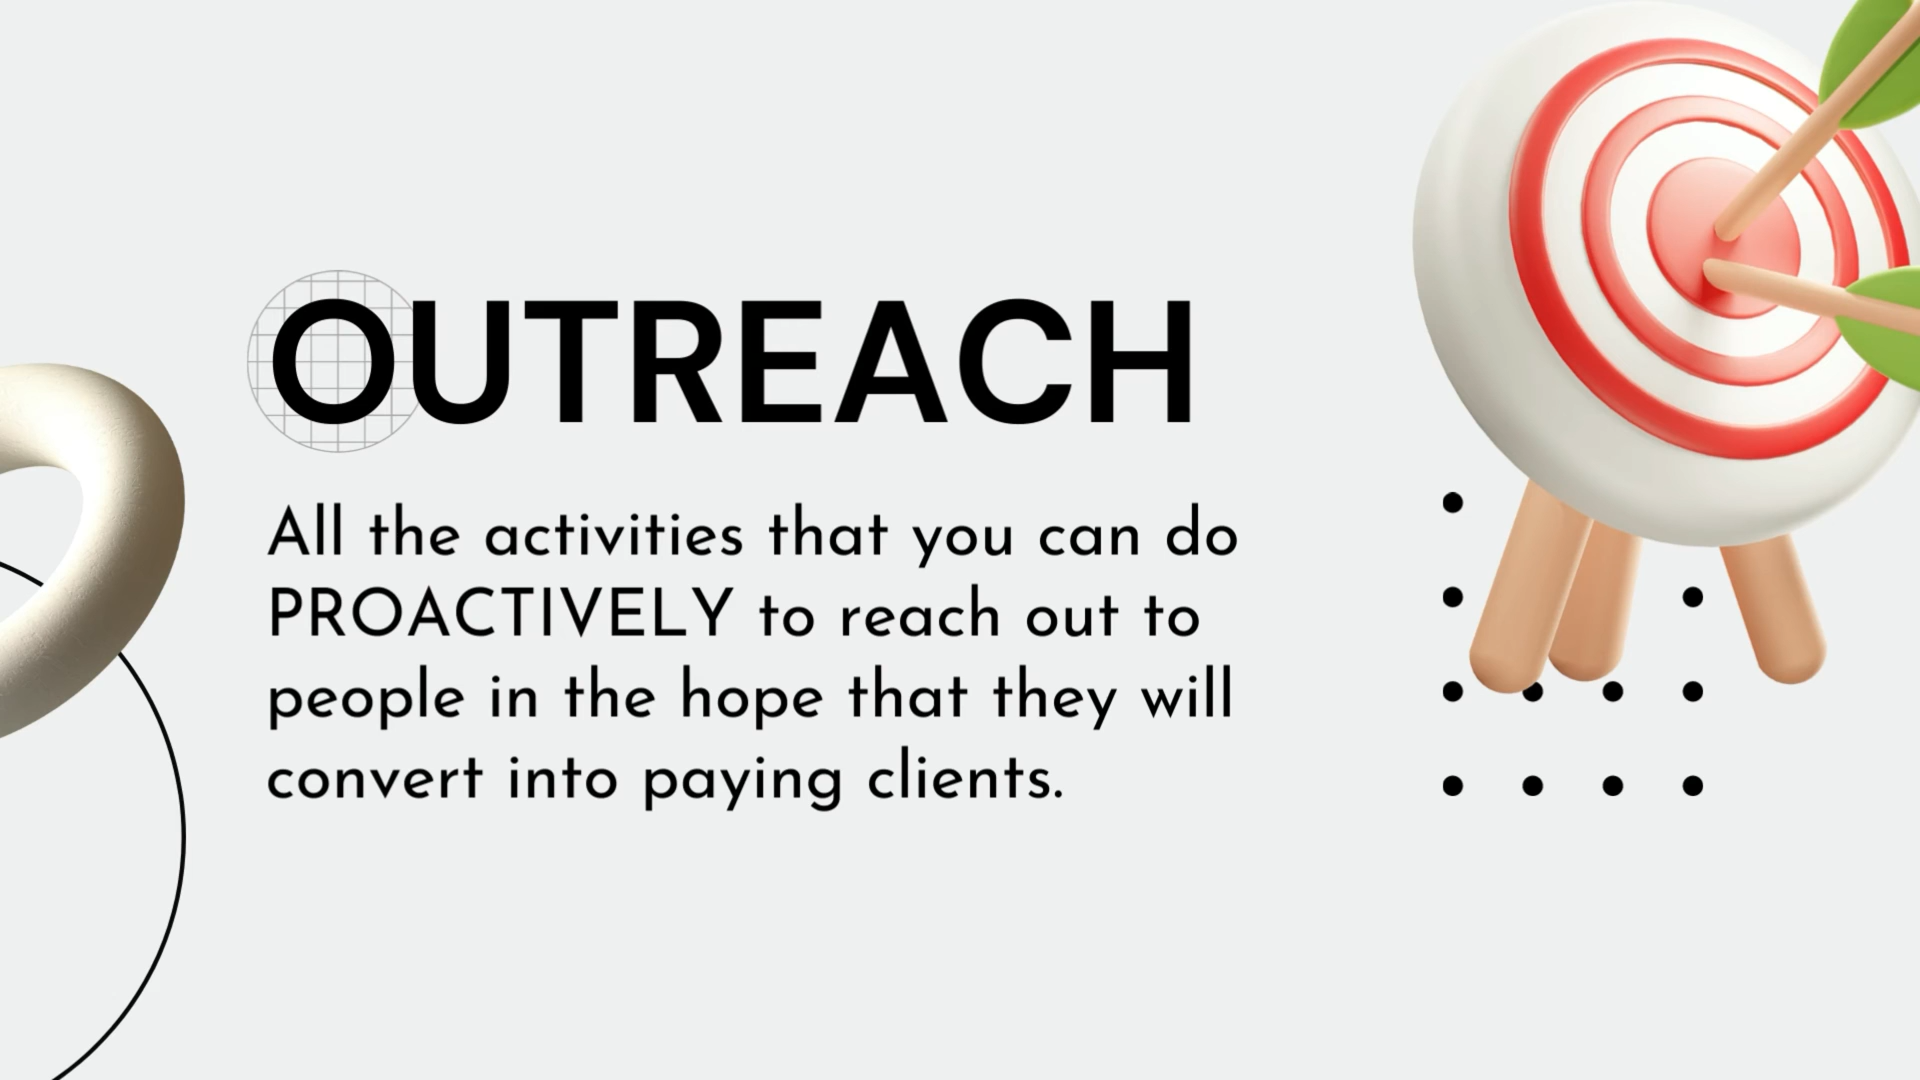 OUTREACH
All the activities that you can do
PROACTIVELY to reach out to
people in the hope that they will
convert into paying clients.